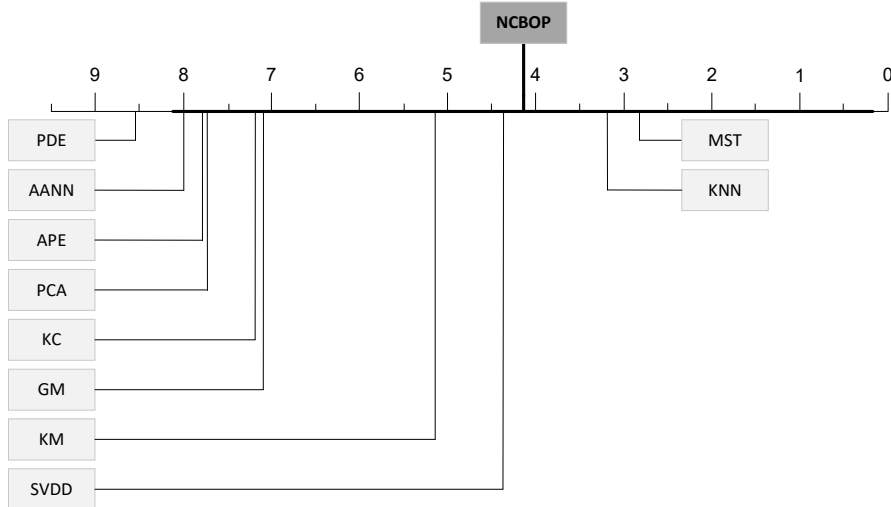 NCBOP
9 8 7 6 5 4 3 2 1 0
PDE MST
AANN KNN
APE
PCA
KC
GM
KM
SVDD